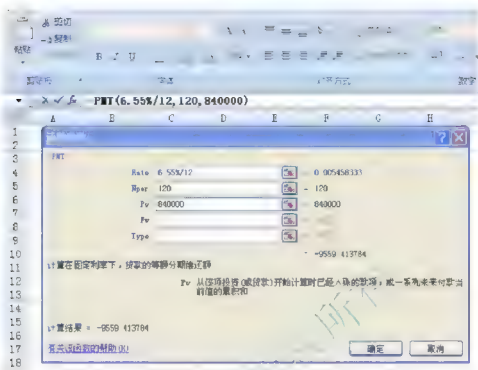 剪切
复制
粘贴
B I U
字体
对齐方式
数字
PMT(6.55%/12,120,840000)
A B C D E F G H
1
2
3
4
5
6
7
8
9
10
11
12
13
14
15
16
17
18
PMT
Rate 6.55%/12 = 0.005458333
Nper 120 = 120
Pv 840000 = 840000
Fv =
Type =
= -9559.413784
计算在固定利率下，贷款的等额分期偿还额
Pv 从该项投资(或贷款)开始计算时已经入账的款项；或一系列未来付款当
前值的累积和
计算结果 = -9559.413784
有关该函数的帮助(H)
确定 取消